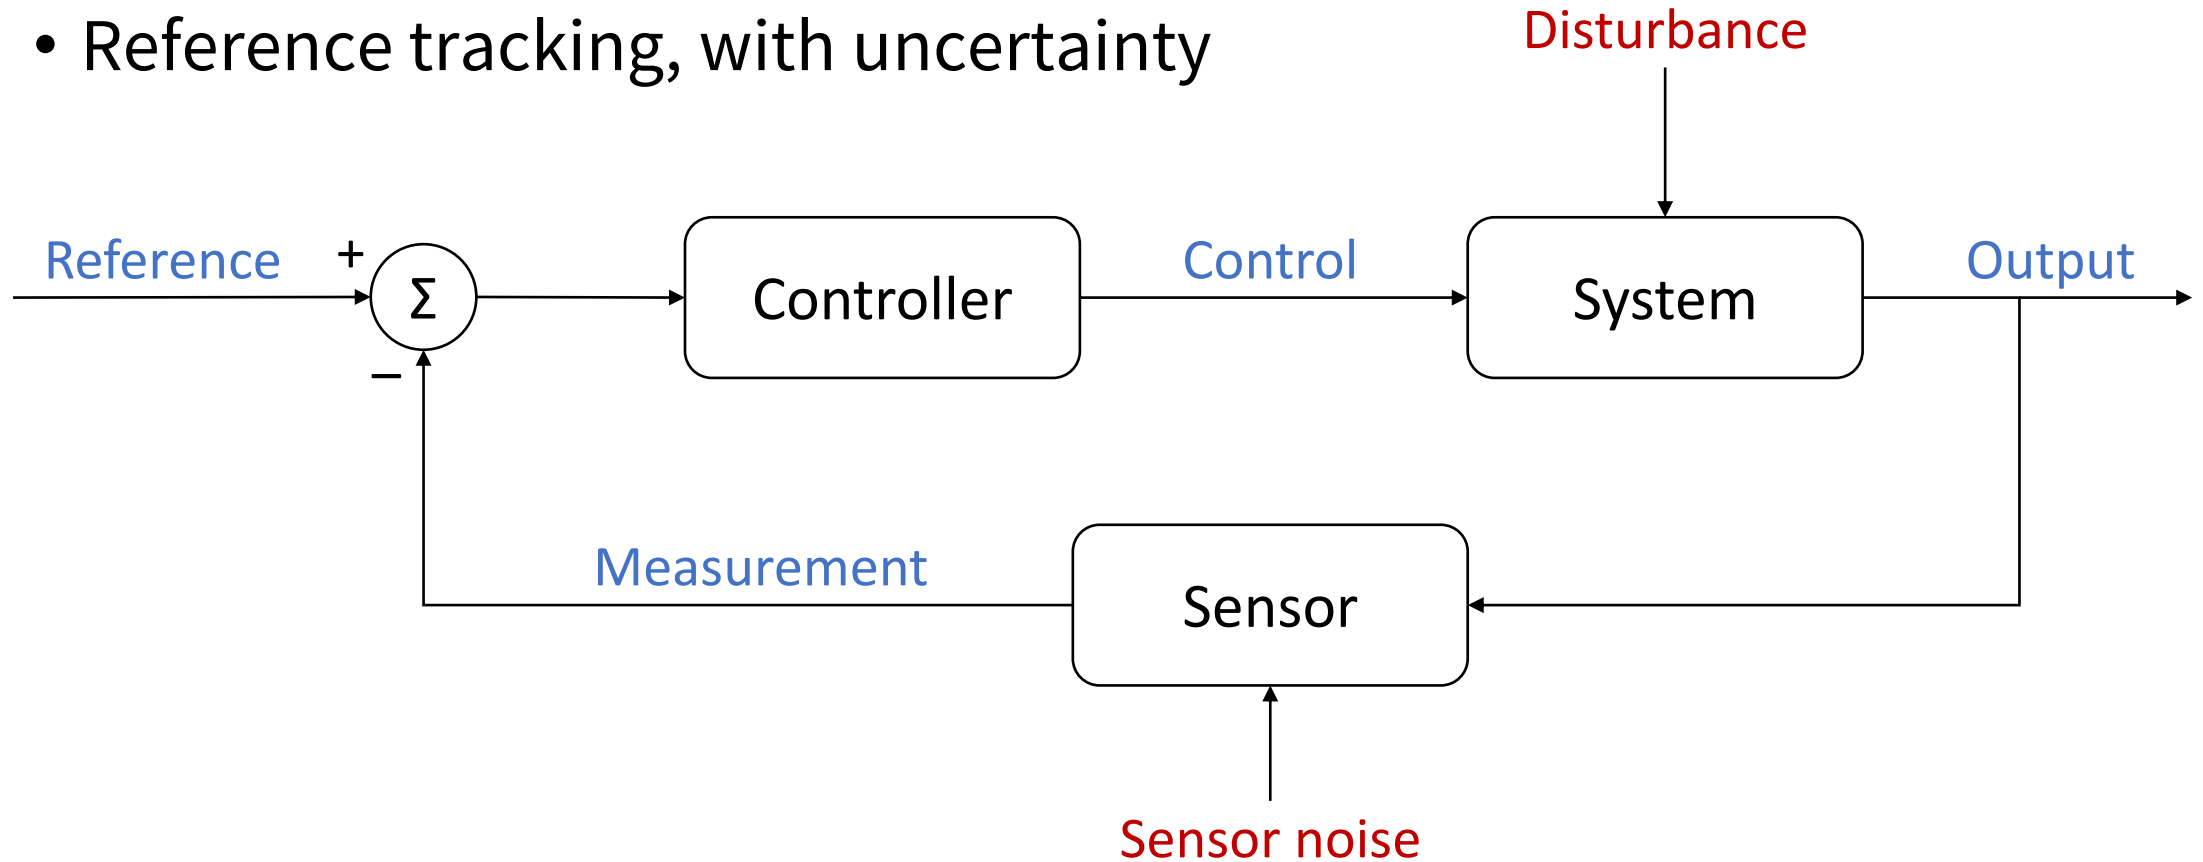 • Reference tracking, with uncertainty
Disturbance
Reference
+
Σ
−
Controller
Control
System
Output
Measurement
Sensor
Sensor noise